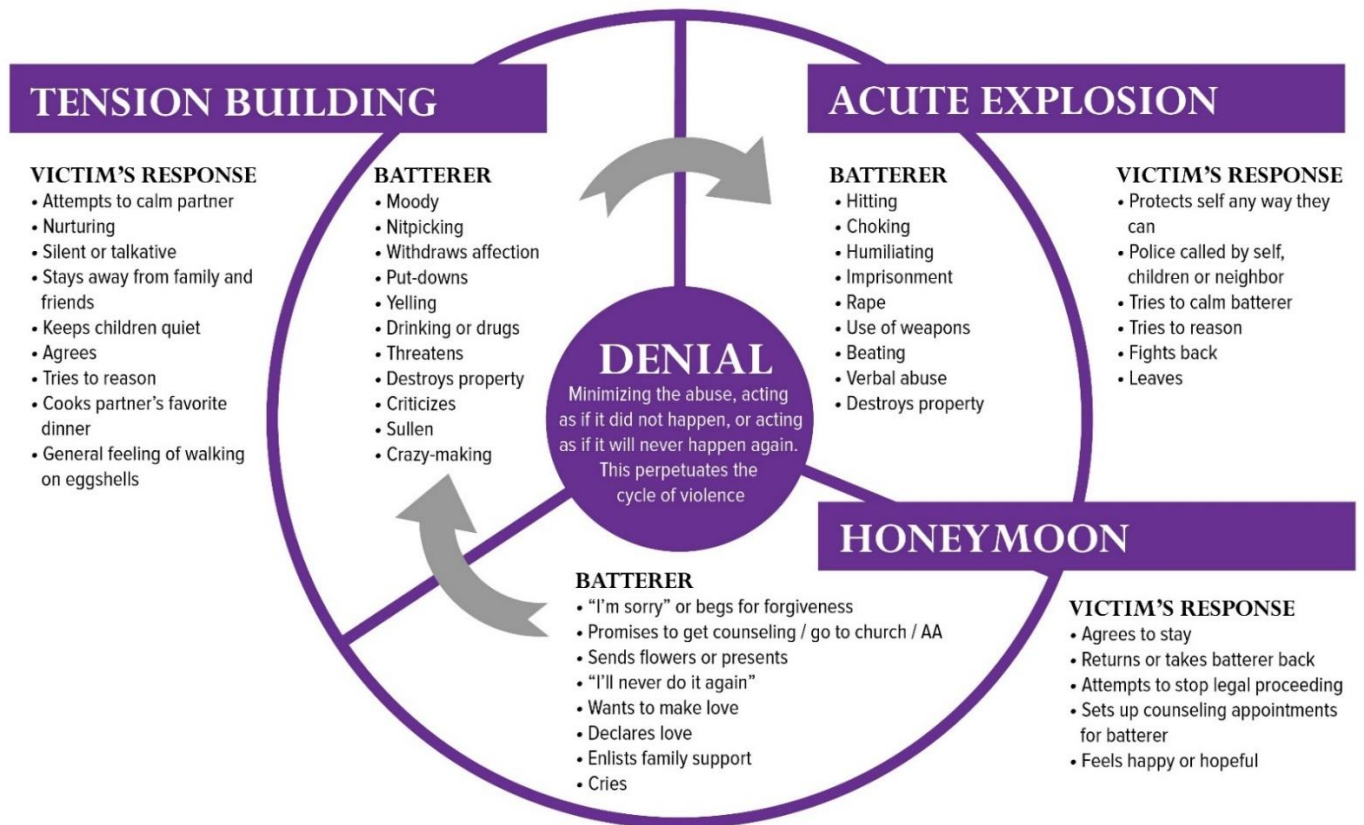 TENSION BUILDING
VICTIM'S RESPONSE
• Attempts to calm partner
• Nurturing
• Silent or talkative
• Stays away from family and
friends
• Keeps children quiet
• Agrees
• Tries to reason
• Cooks partner's favorite
dinner
• General feeling of walking
on eggshells
BATTERER
• Moody
• Nitpicking
• Withdraws affection
• Put-downs
• Yelling
• Drinking or drugs
• Threatens
• Destroys property
• Criticizes
• Sullen
• Crazy-making
ACUTE EXPLOSION
BATTERER
• Hitting
• Choking
• Humiliating
• Imprisonment
• Rape
• Use of weapons
• Beating
• Verbal abuse
• Destroys property
VICTIM'S RESPONSE
• Protects self any way they
can
• Police called by self,
children or neighbor
• Tries to calm batterer
• Tries to reason
• Fights back
• Leaves
DENIAL
Minimizing the abuse, acting
as if it did not happen, or acting
as if it will never happen again.
This perpetuates the
cycle of violence
HONEYMOON
BATTERER
• “I'm sorry” or begs for forgiveness
• Promises to get counseling / go to church / AA
• Sends flowers or presents
• “I'll never do it again”
• Wants to make love
• Declares love
• Enlists family support
• Cries
VICTIM'S RESPONSE
• Agrees to stay
• Returns or takes batterer back
• Attempts to stop legal proceeding
• Sets up counseling appointments
for batterer
• Feels happy or hopeful